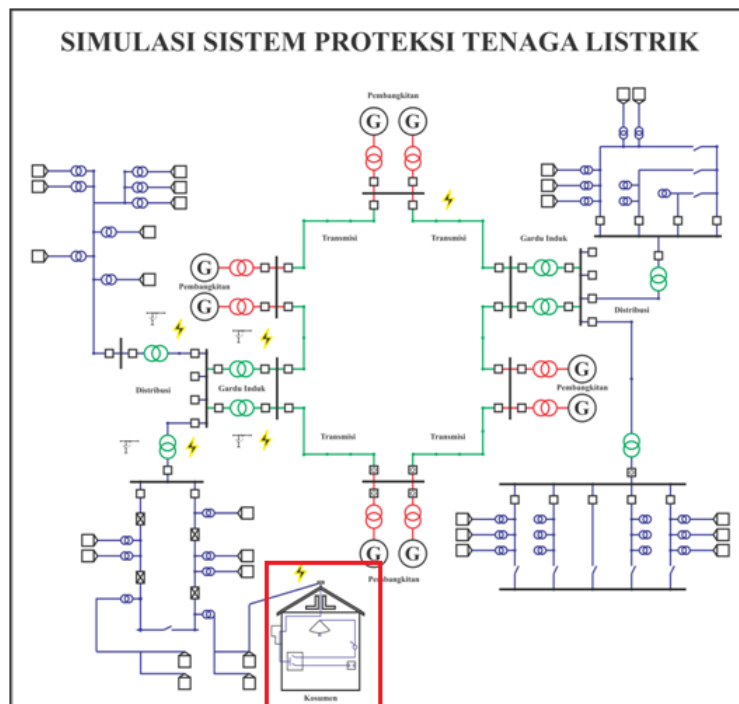 SIMULASI SISTEM PROTEKSI TENAGA LISTRIK
Pembangkitan
G G
Transmisi Transmisi
Gardu Induk
G
Pembangkitan
G
Distribusi
Distribusi
Gardu Induk
G
Pembangkitan
G
Transmisi Transmisi
G G
Pembangkitan
Kosumen